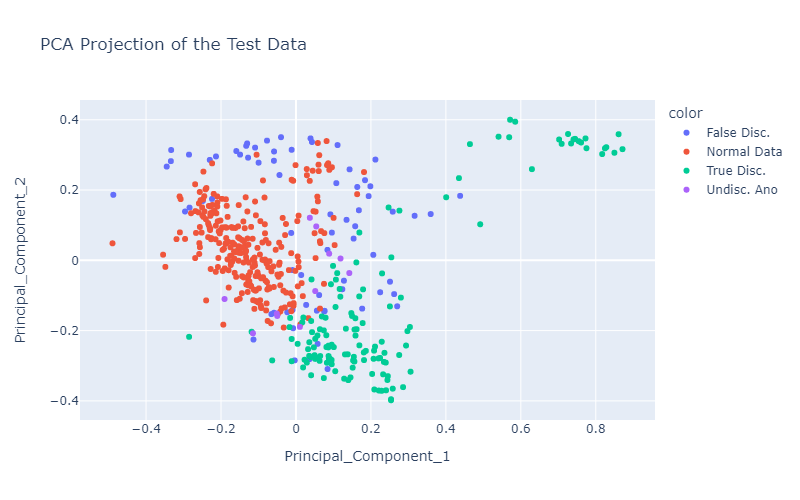 PCA Projection of the Test Data
color
False Disc.
Normal Data
True Disc.
Undisc. Ano
Principal_Component_2
0.4
0.2
0
−0.2
−0.4
−0.4 −0.2 0 0.2 0.4 0.6 0.8
Principal_Component_1